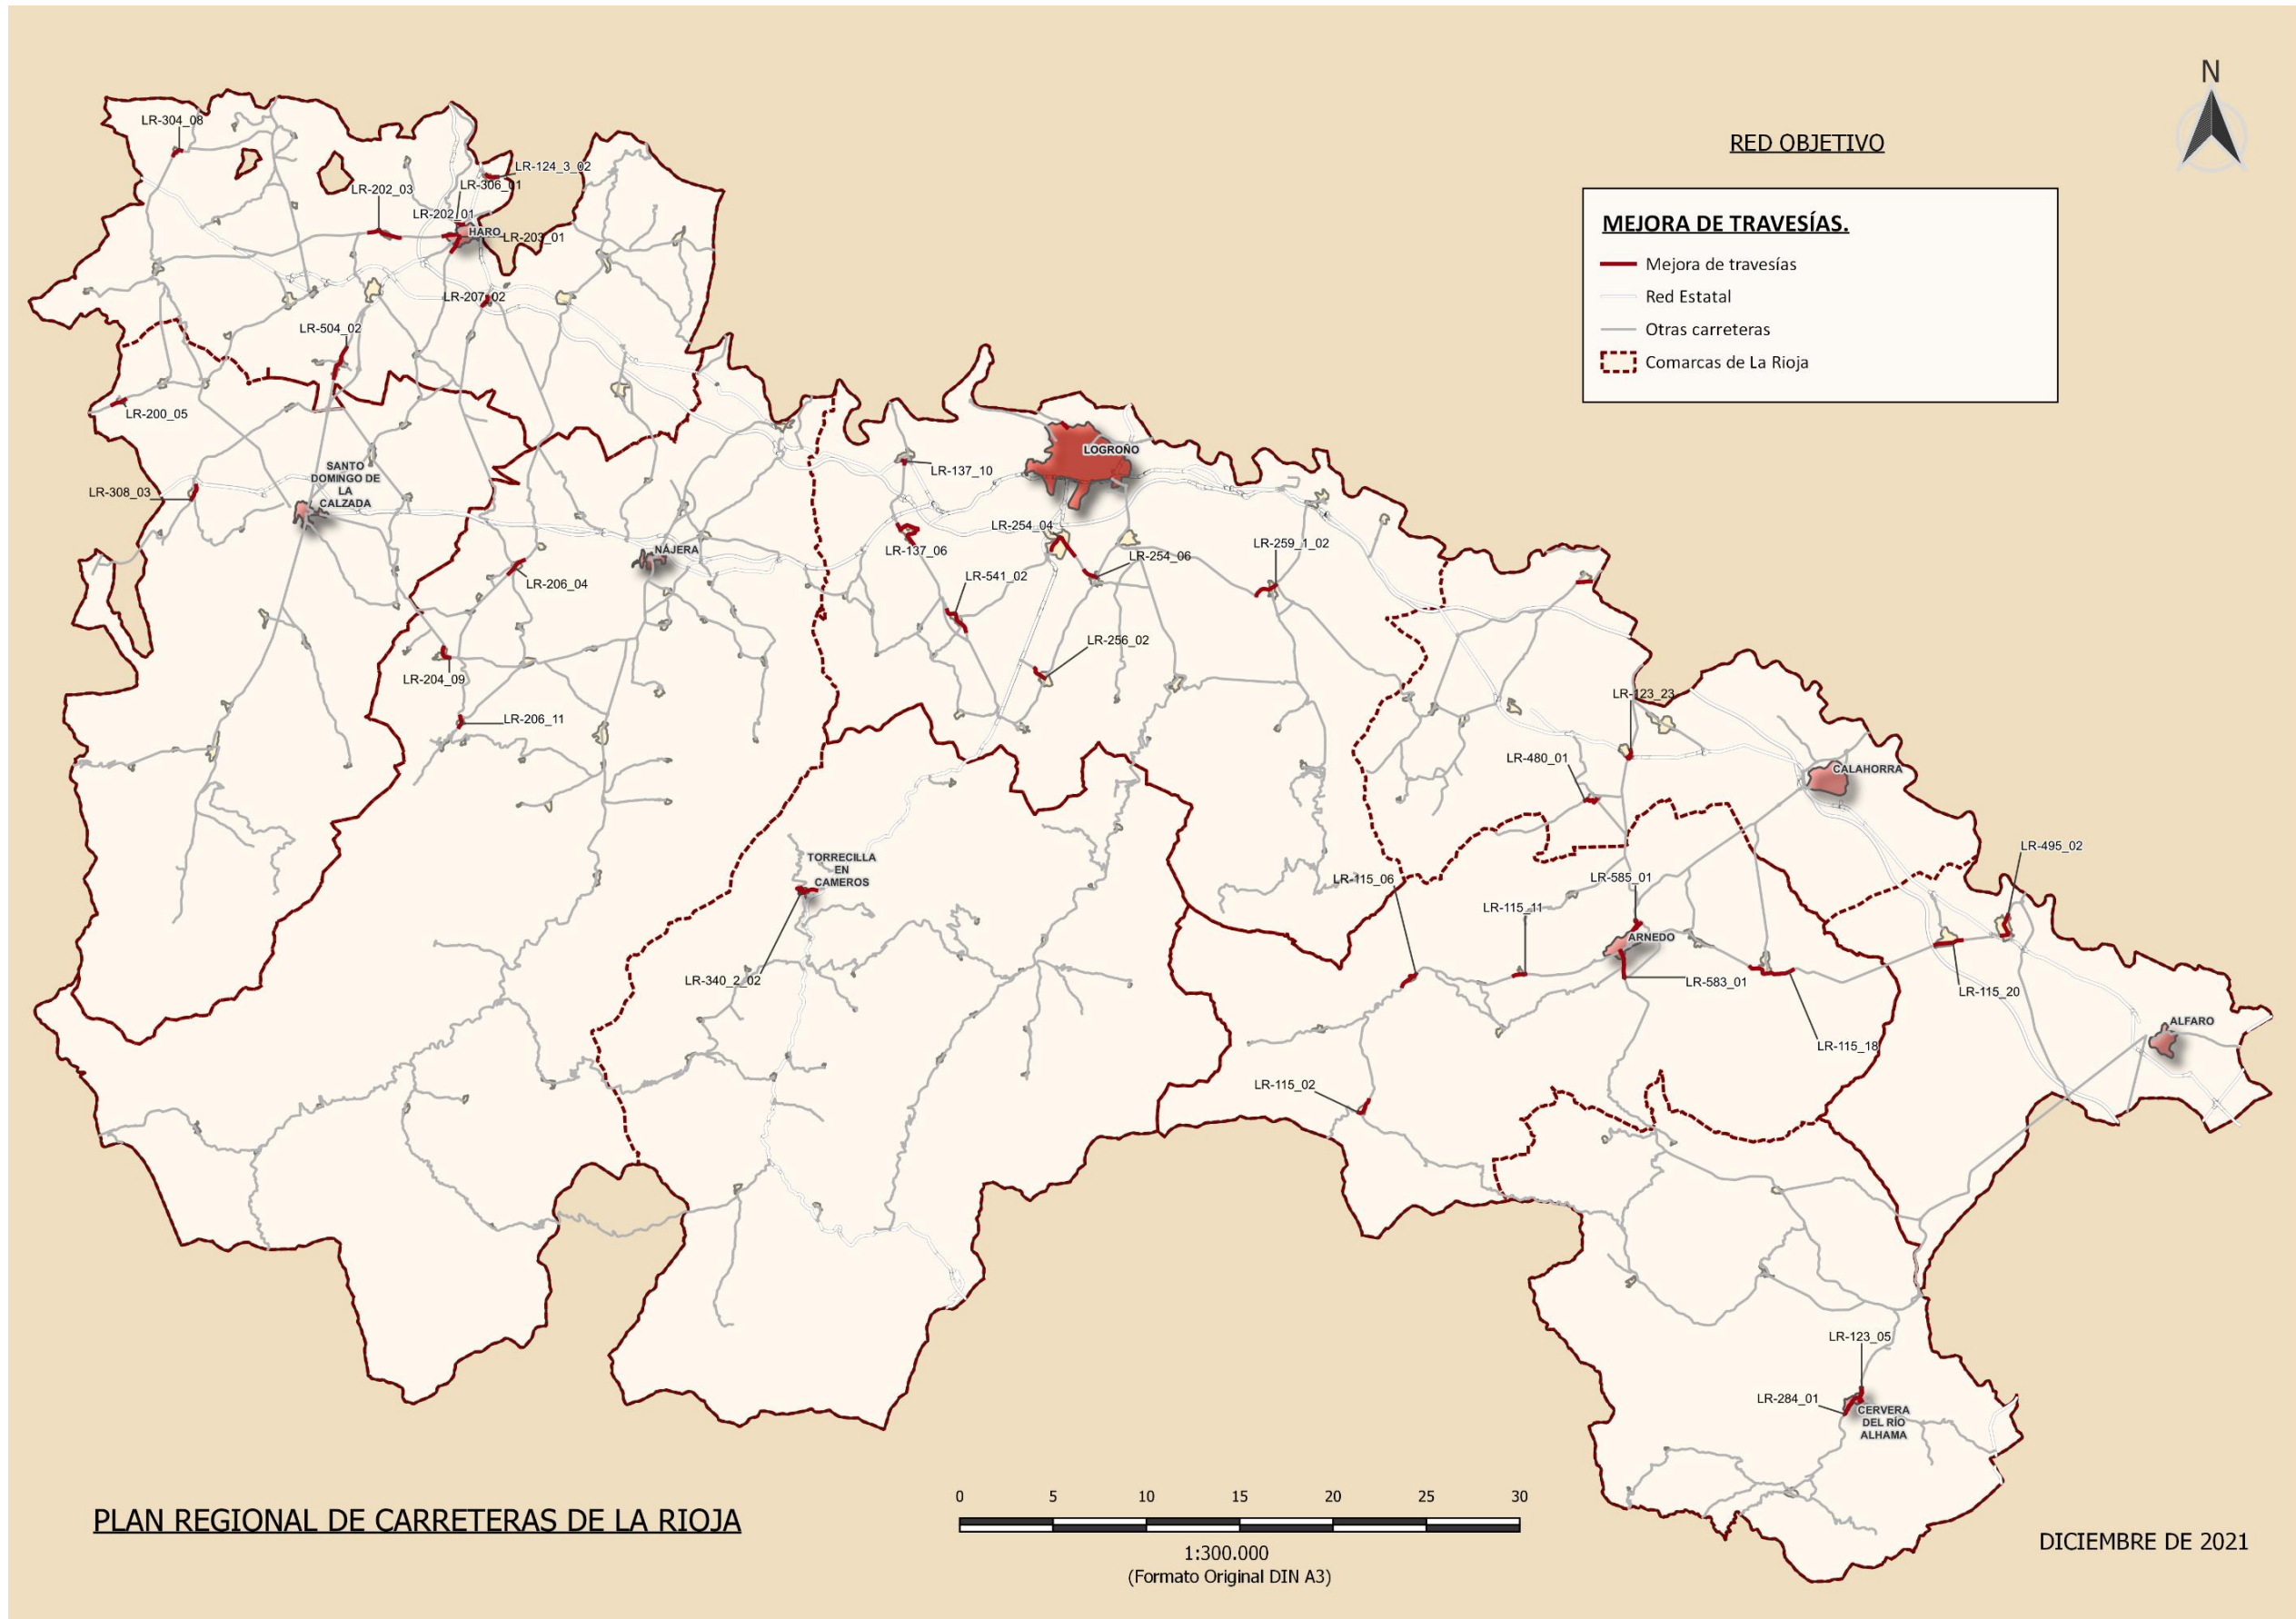 N
RED OBJETIVO
MEJORA DE TRAVESÍAS.
Mejora de travesías
Red Estatal
Otras carreteras
Comarcas de La Rioja
LR-304_08
LR-124_3_02
LR-202_03
LR-306_01
LR-202_01
HARO
LR-203_01
LR-207_02
LR-504_02
LR-200_05
LR-308_03
SANTO
DOMINGO DE
LA
CALZADA
NÁJERA
LR-206_04
LR-204_09
LR-206_11
LOGROÑO
LR-137_10
LR-137_06
LR-254_04
LR-254_06
LR-541_02
LR-259_1_02
LR-256_02
LR-123_23
LR-480_01
CALAHORRA
TORRECILLA
EN
CAMEROS
LR-340_2_02
LR-115_06
LR-585_01
LR-115_11
ARNEDO
LR-583_01
LR-495_02
LR-115_20
LR-115_18
ALFARO
LR-115_02
LR-123_05
LR-284_01
CERVERA
DEL RÍO
ALHAMA
PLAN REGIONAL DE CARRETERAS DE LA RIOJA
0 5 10 15 20 25 30
1:300.000
(Formato Original DIN A3)
DICIEMBRE DE 2021